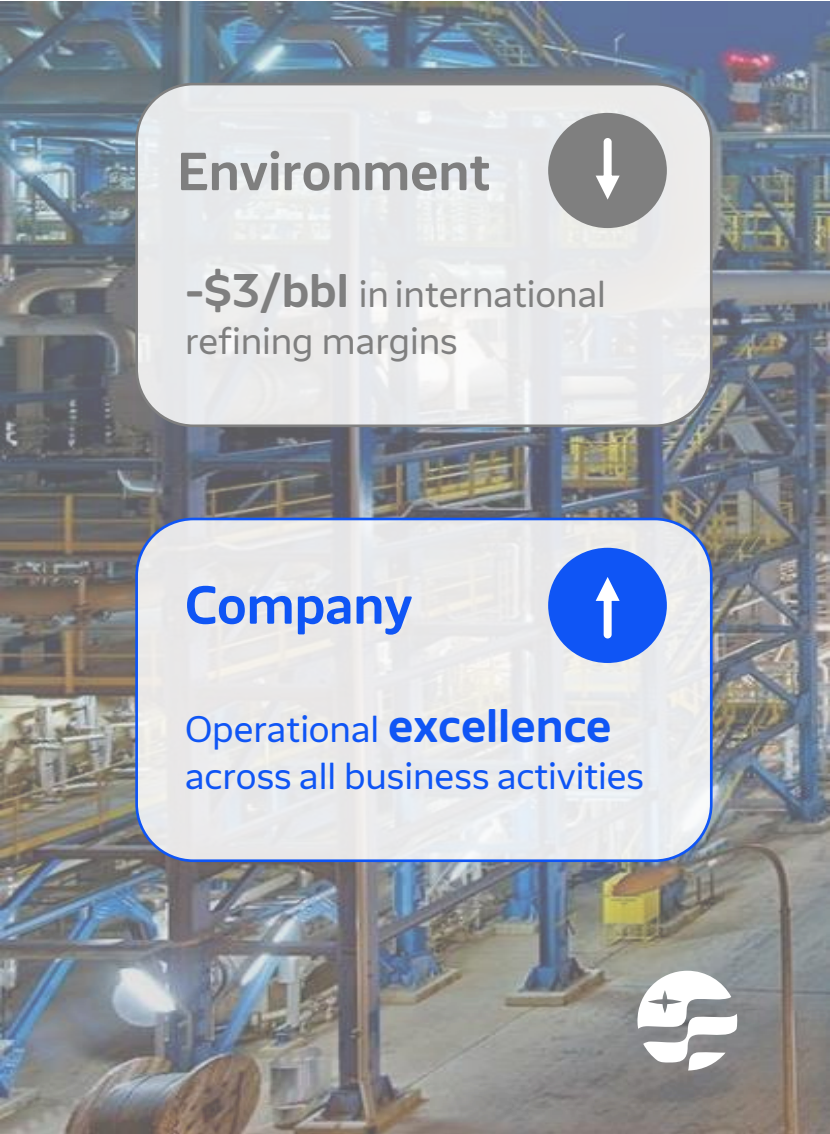 Environment
-$3/bbl in international
refining margins
Company
Operational excellence
across all business activities